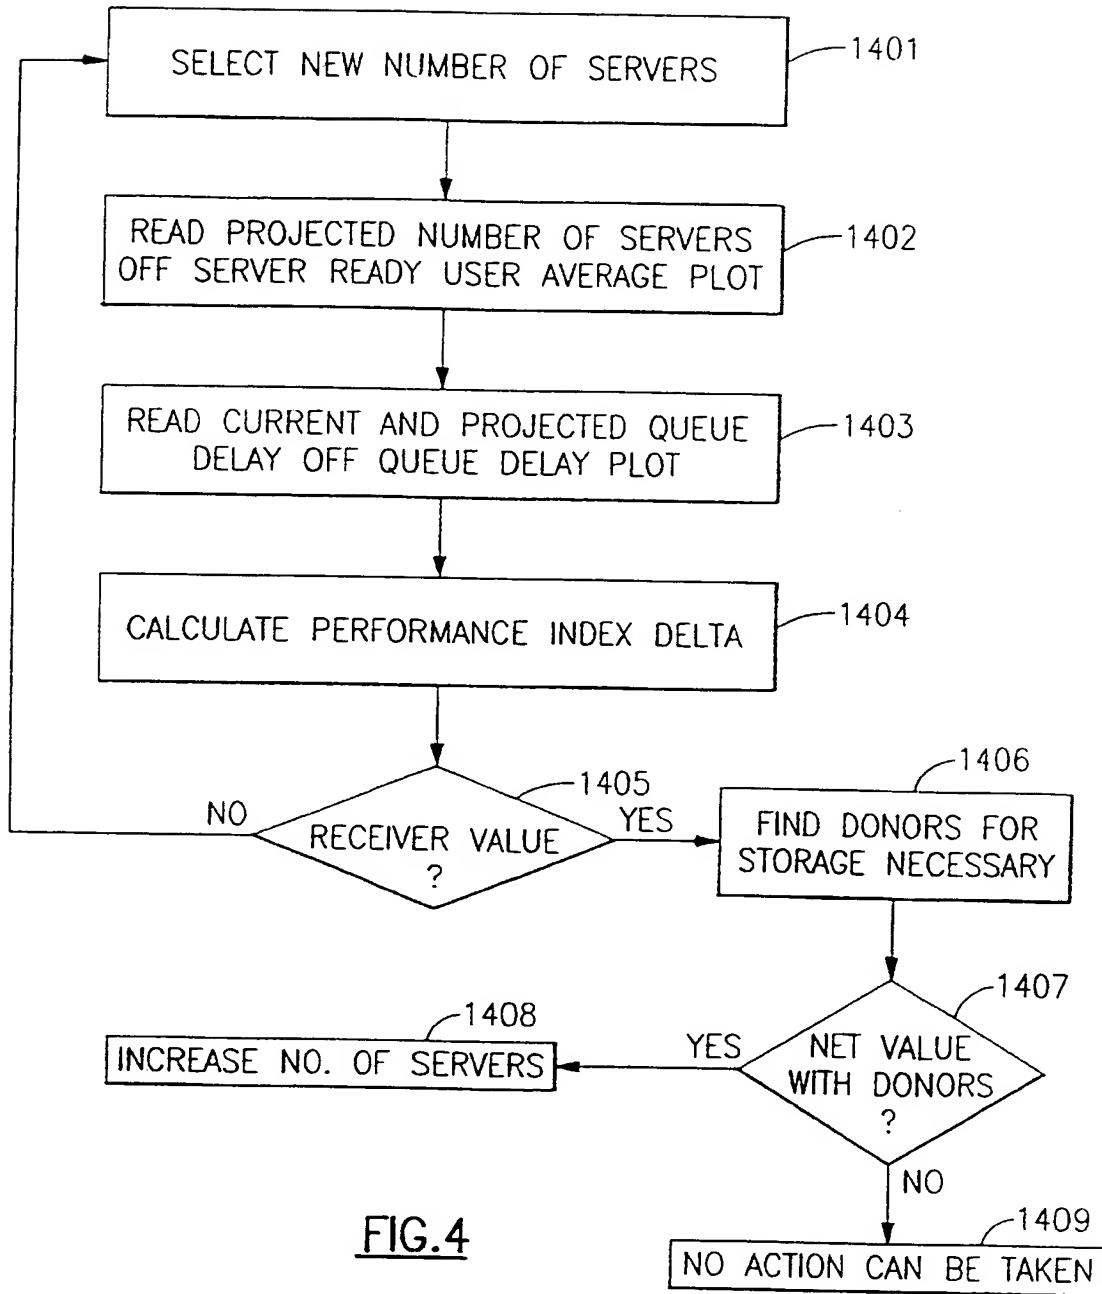 SELECT NEW NUMBER OF SERVERS
1401
READ PROJECTED NUMBER OF SERVERS
OFF SERVER READY USER AVERAGE PLOT
1402
READ CURRENT AND PROJECTED QUEUE
DELAY OFF QUEUE DELAY PLOT
1403
CALCULATE PERFORMANCE INDEX DELTA
1404
1405
NO
RECEIVER VALUE
?
YES
1406
FIND DONORS FOR
STORAGE NECESSARY
1407
NET VALUE
WITH DONORS
?
YES
1408
INCREASE NO. OF SERVERS
NO
1409
NO ACTION CAN BE TAKEN
FIG.4